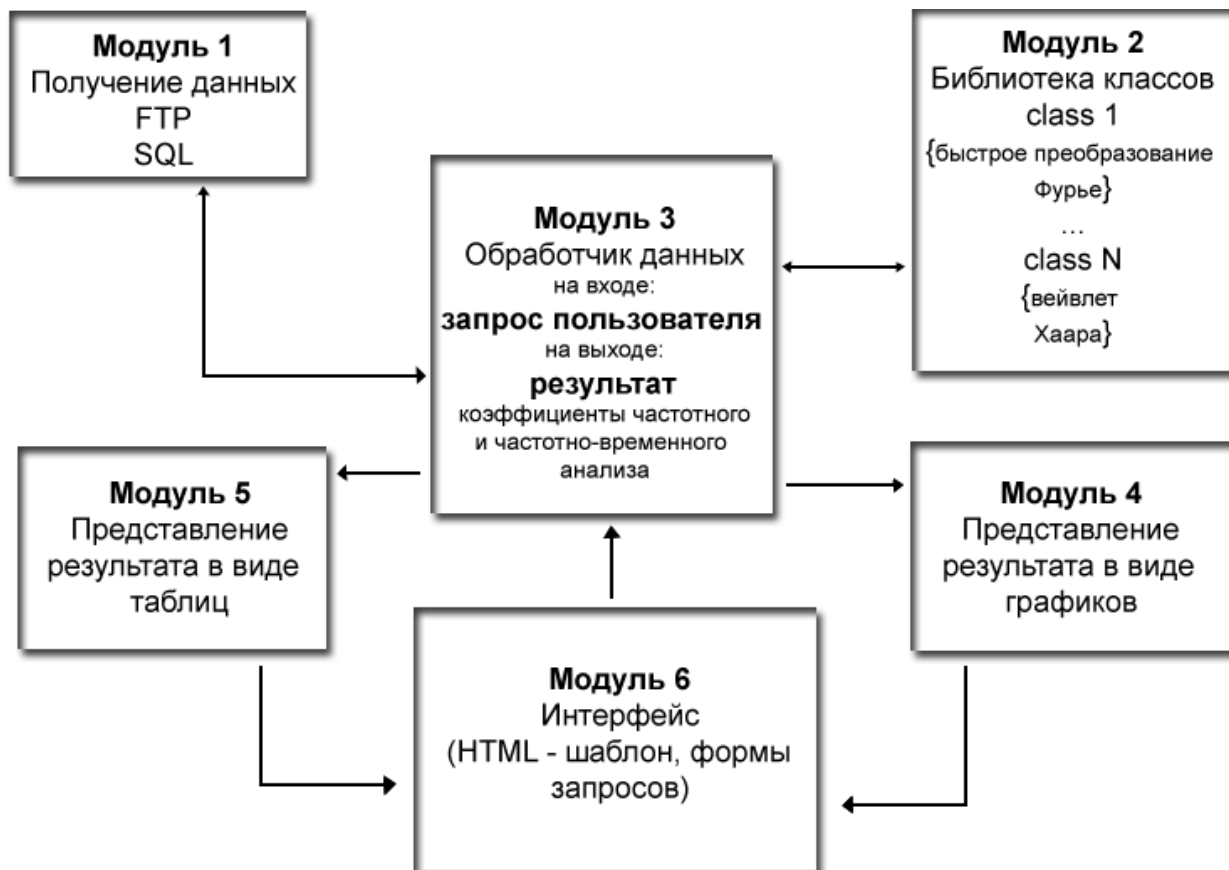 Модуль 1
Получение данных
FTP
SQL
Модуль 2
Библиотека классов
class 1
{быстрое преобразование
Фурье}
...
class N
{вейвлет
Хаара}
Модуль 3
Обработчик данных
на входе:
запрос пользователя
на выходе:
результат
коэффициенты частотного
и частотно-временного
анализа
Модуль 5
Представление
результата в виде
таблиц
Модуль 4
Представление
результата в виде
графиков
Модуль 6
Интерфейс
(HTML - шаблон, формы
запросов)